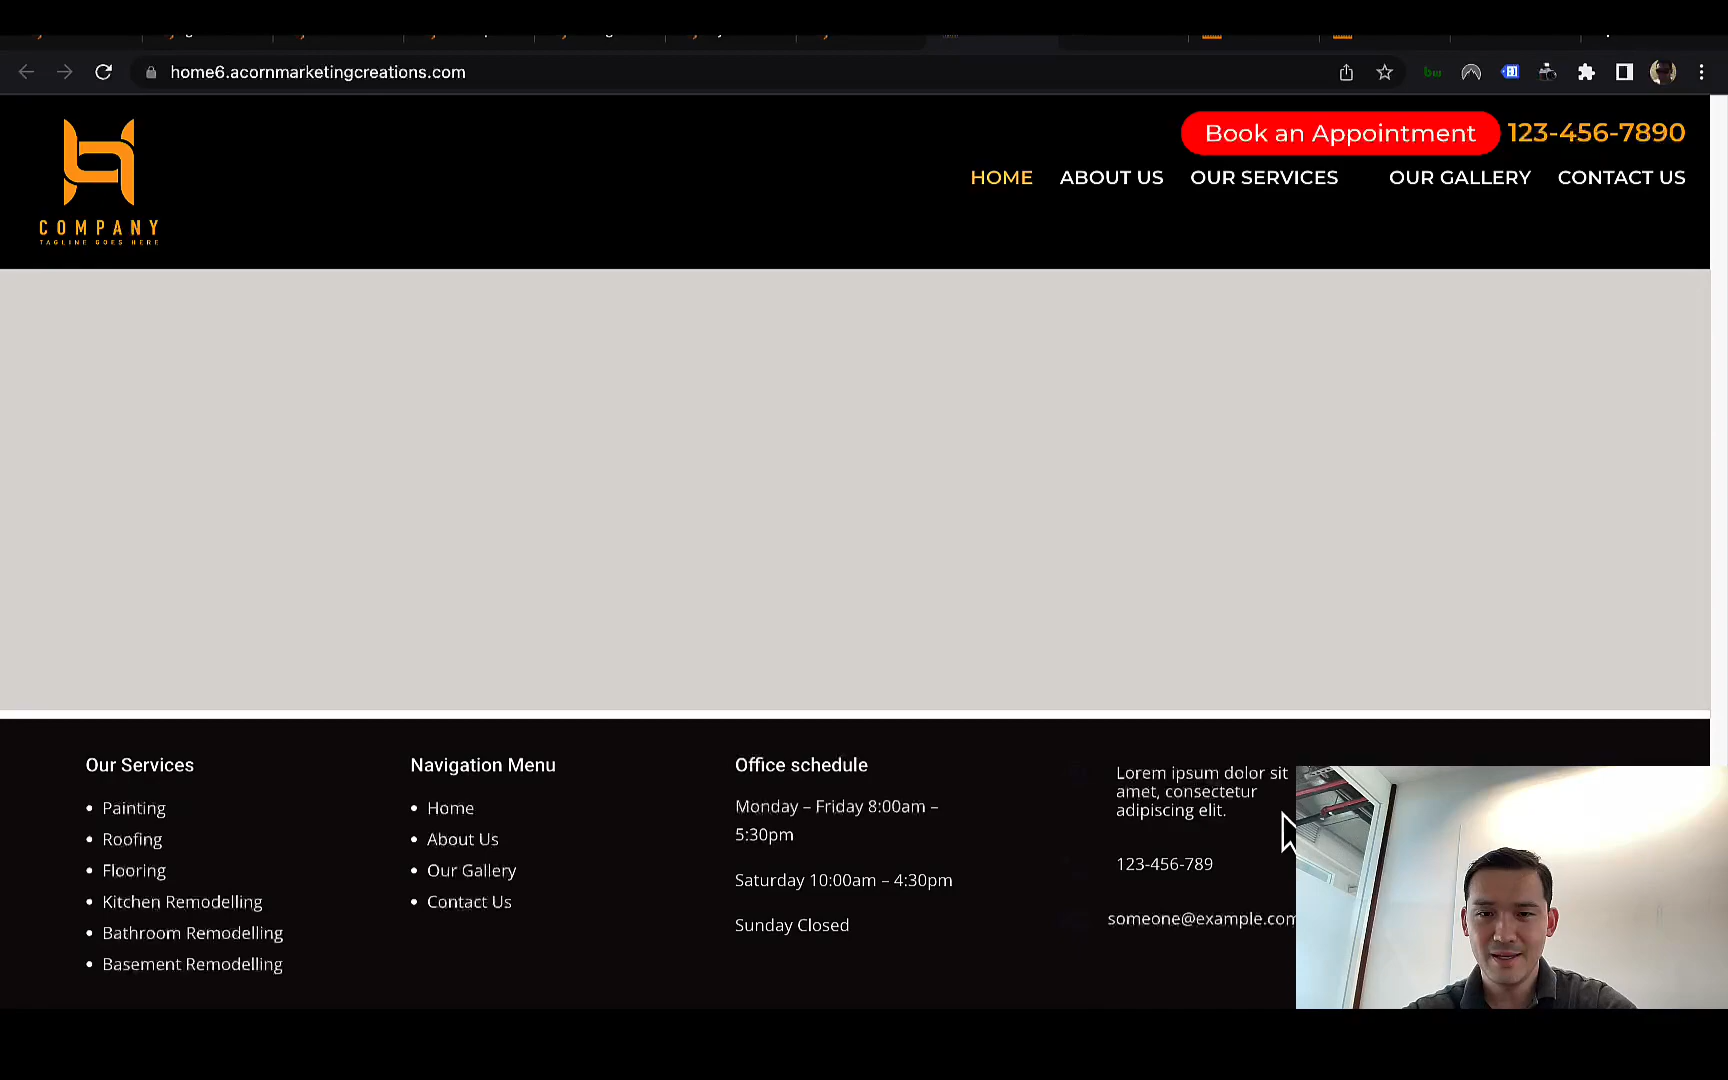 home6.acornmarketingcreations.com
Book an Appointment 123-456-7890
HOME ABOUT US OUR SERVICES OUR GALLERY CONTACT US
COMPANY
TAGLINE GOES HERE
Our Services
Painting
Roofing
Flooring
Kitchen Remodelling
Bathroom Remodelling
Basement Remodelling
Navigation Menu
Home
About Us
Our Gallery
Contact Us
Office schedule
Monday – Friday 8:00am –
5:30pm
Saturday 10:00am – 4:30pm
Sunday Closed
Lorem ipsum dolor sit
amet, consectetur
adipiscing elit.
123-456-789
someone@example.com